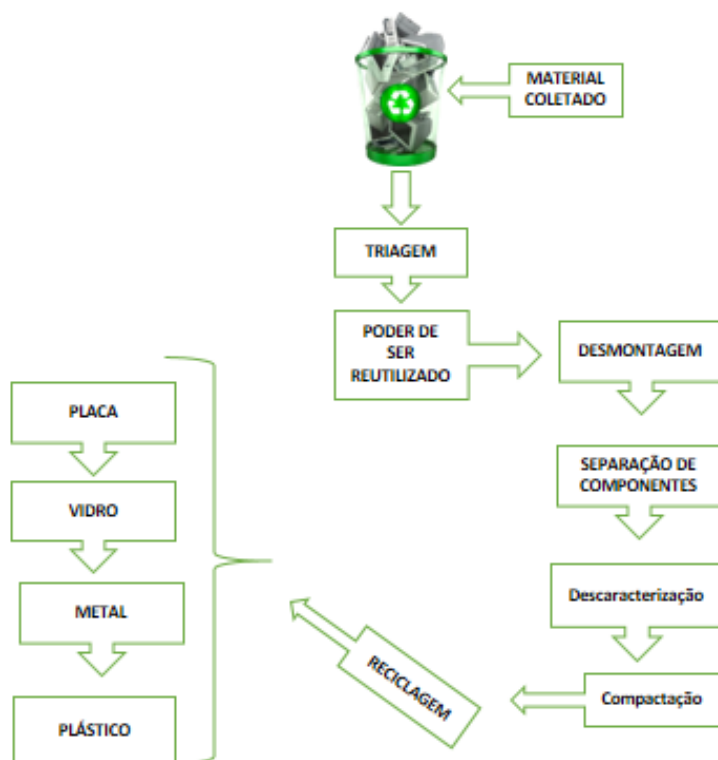 MATERIAL
COLETADO
TRIAGEM
PODER DE
SER
REUTILIZADO
DESMONTAGEM
SEPARAÇÃO DE
COMPONENTES
Descaracterização
Compactação
RECICLAGEM
PLACA
VIDRO
METAL
PLÁSTICO